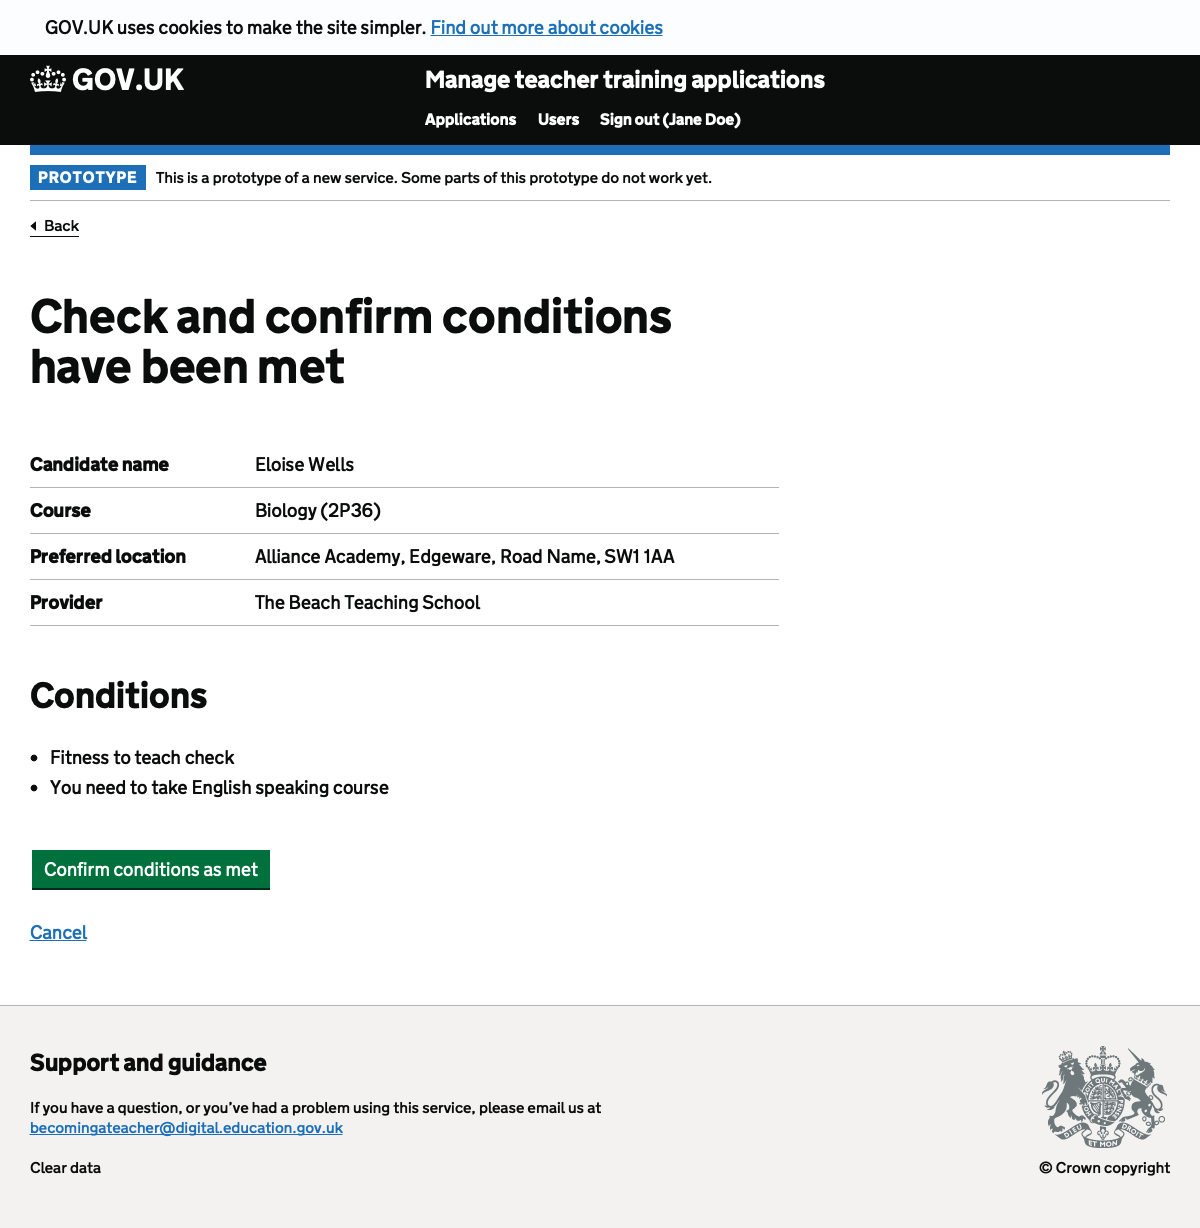 GOV.UK uses cookies to make the site simpler. Find out more about cookies
GOV.UK
Manage teacher training applications
Applications Users Sign out (Jane Doe)
PROTOTYPE This is a prototype of a new service. Some parts of this prototype do not work yet.
Back
Check and confirm conditions
have been met
Candidate name Eloise Wells
Course Biology (2P36)
Preferred location Alliance Academy, Edgeware, Road Name, SW1 1AA
Provider The Beach Teaching School
Conditions
• Fitness to teach check
• You need to take English speaking course
Confirm conditions as met
Cancel
Support and guidance
If you have a question, or you’ve had a problem using this service, please email us at
becomingateacher@digital.education.gov.uk
Clear data
DIEU ET MON DROIT
© Crown copyright